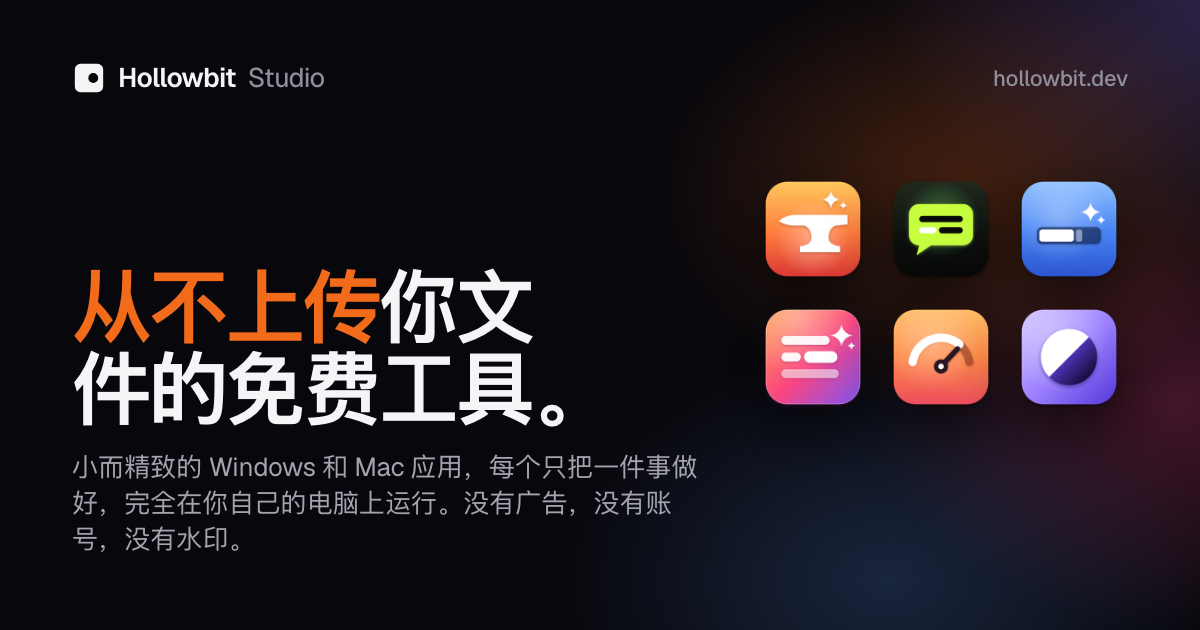 Hollowbit Studio
hollowbit.dev
从不上传你文
件的免费工具。
小而精致的 Windows 和 Mac 应用，每个只把一件事做
好，完全在你自己的电脑上运行。没有广告，没有账
号，没有水印。